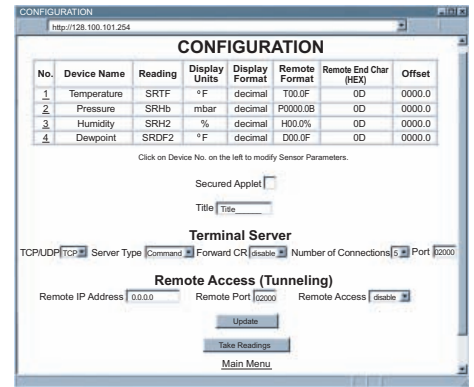 CONFIGURATION
http://128.100.101.254
CONFIGURATION
No. Device Name Reading Display Units Display Format Remote Format Remote End Char (HEX) Offset
1 Temperature SRTF °F decimal T00.0F 0D 0000.0
2 Pressure SRHb mbar decimal P0000.0B 0D 0000.0
3 Humidity SRH2 % decimal H00.0% 0D 0000.0
4 Dewpoint SRDF2 °F decimal D00.0F 0D 0000.0
Click on Device No. on the left to modify Sensor Parameters.
Secured Applet
Title Title
Terminal Server
TCP/UDP TCP Server Type Command Forward CR disable Number of Connections 5 Port 02000
Remote Access (Tunneling)
Remote IP Address 0.0.0.0 Remote Port 02000 Remote Access disable
Update
Take Readings
Main Menu